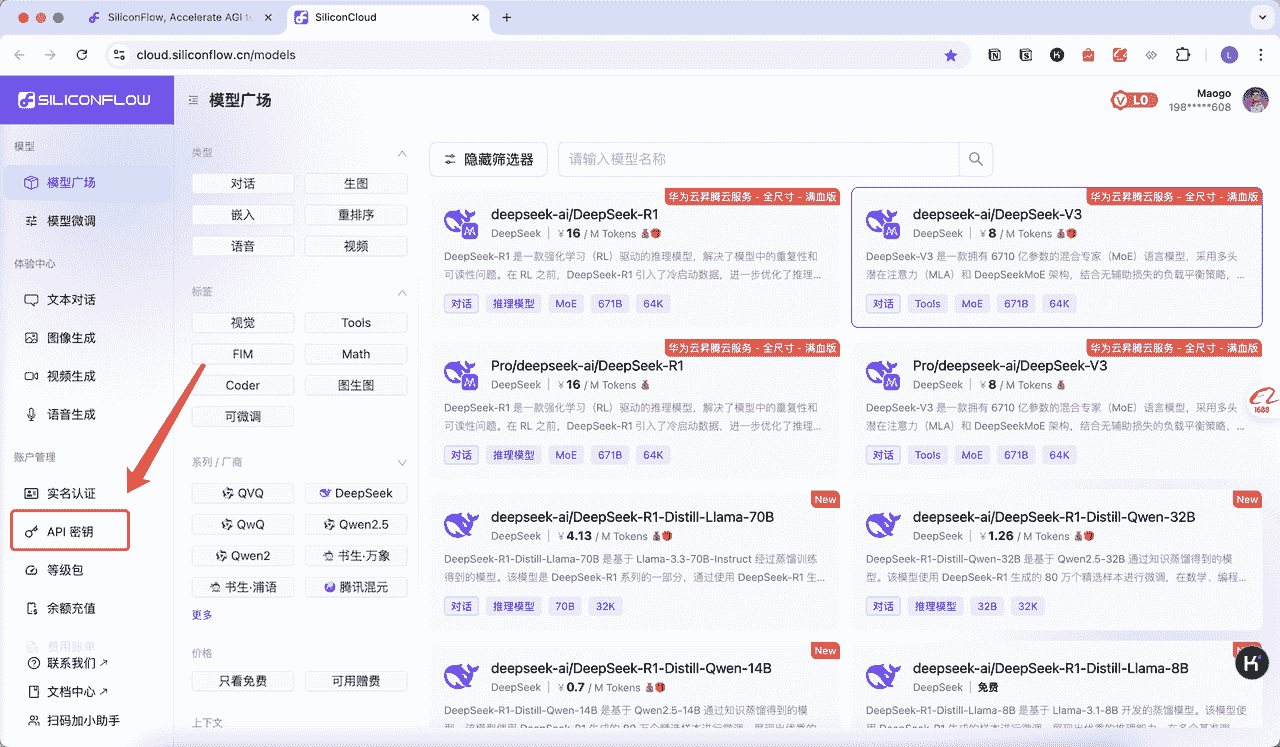 SiliconFlow, Accelerate AGI to
SiliconCloud
cloud.siliconflow.cn/models
SILICONFLOW
模型广场
L0
Maogo
198*****608
模型
模型广场
模型微调
体验中心
文本对话
图像生成
视频生成
语音生成
账户管理
实名认证
API 密钥
等级包
余额充值
费用账单
联系我们
文档中心
扫码加小助手
类型
对话
生图
嵌入
重排序
语音
视频
标签
视觉
Tools
FIM
Math
Coder
图生图
可微调
系列 / 厂商
QVQ
DeepSeek
QwQ
Qwen2.5
Qwen2
书生·万象
书生·浦语
腾讯混元
更多
价格
只看免费
可用赠费
上下文
隐藏筛选器
请输入模型名称
华为云昇腾云服务 - 全尺寸 - 满血版
deepseek-ai/DeepSeek-R1
DeepSeek | ¥ 16 / M Tokens
DeepSeek-R1 是一款强化学习（RL）驱动的推理模型，解决了模型中的重复性和
可读性问题。在 RL 之前，DeepSeek-R1 引入了冷启动数据，进一步优化了推理...
对话 推理模型 MoE 671B 64K
华为云昇腾云服务 - 全尺寸 - 满血版
deepseek-ai/DeepSeek-V3
DeepSeek | ¥ 8 / M Tokens
DeepSeek-V3 是一款拥有 6710 亿参数的混合专家（MoE）语言模型，采用多头
潜在注意力（MLA）和 DeepSeekMoE 架构，结合无辅助损失的负载平衡策略，...
对话 Tools MoE 671B 64K
华为云昇腾云服务 - 全尺寸 - 满血版
Pro/deepseek-ai/DeepSeek-R1
DeepSeek | ¥ 16 / M Tokens
DeepSeek-R1 是一款强化学习（RL）驱动的推理模型，解决了模型中的重复性和
可读性问题。在 RL 之前，DeepSeek-R1 引入了冷启动数据，进一步优化了推理...
对话 推理模型 MoE 671B 64K
华为云昇腾云服务 - 全尺寸 - 满血版
Pro/deepseek-ai/DeepSeek-V3
DeepSeek | ¥ 8 / M Tokens
DeepSeek-V3 是一款拥有 6710 亿参数的混合专家（MoE）语言模型，采用多头
潜在注意力（MLA）和 DeepSeekMoE 架构，结合无辅助损失的负载平衡策略，...
对话 Tools MoE 671B 64K
1688
New
deepseek-ai/DeepSeek-R1-Distill-Llama-70B
DeepSeek | ¥ 4.13 / M Tokens
DeepSeek-R1-Distill-Llama-70B 是基于 Llama-3.3-70B-Instruct 经过蒸馏训练
得到的模型。该模型是 DeepSeek-R1 系列的一部分，通过使用 DeepSeek-R1 生...
对话 推理模型 70B 32K
New
deepseek-ai/DeepSeek-R1-Distill-Qwen-32B
DeepSeek | ¥ 1.26 / M Tokens
DeepSeek-R1-Distill-Qwen-32B 是基于 Qwen2.5-32B 通过知识蒸馏得到的模
型。该模型使用 DeepSeek-R1 生成的 80 万个精选样本进行微调，在数学、编程...
对话 推理模型 32B 32K
New
deepseek-ai/DeepSeek-R1-Distill-Qwen-14B
DeepSeek | ¥ 0.7 / M Tokens
DeepSeek-R1-Distill-Qwen-14B 是基于 Qwen2.5-14B 通过知识蒸馏得到的模
deepseek-ai/DeepSeek-R1-Distill-Llama-8B
DeepSeek | 免费
DeepSeek-R1-Distill-Llama-8B 是基于 Llama-3.1-8B 开发的蒸馏模型。该模型使